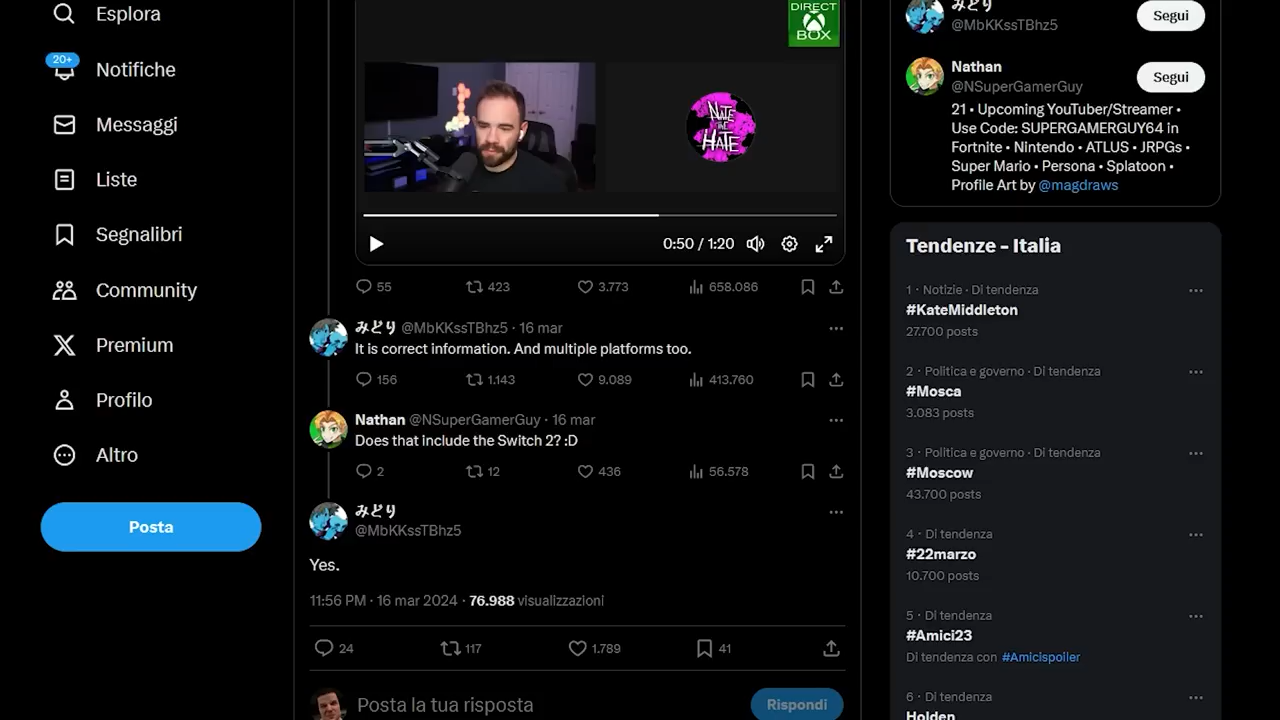 Esplora
20+
Notifiche
Messaggi
Liste
Segnalibri
Community
Premium
Profilo
Altro
Posta
DIRECT
BOX
NATE
THE
HATE
0:50 / 1:20
55 423 3.773 658.086
みどり @MbKKssTBhz5 · 16 mar
It is correct information. And multiple platforms too.
156 1.143 9.089 413.760
Nathan @NSuperGamerGuy · 16 mar
Does that include the Switch 2? :D
2 12 436 56.578
みどり
@MbKKssTBhz5
Yes.
11:56 PM · 16 mar 2024 · 76.988 visualizzazioni
24 117 1.789 41
Posta la tua risposta
Rispondi
みどり
@MbKKssTBhz5
Segui
Nathan
@NSuperGamerGuy
Segui
21 • Upcoming YouTuber/Streamer •
Use Code: SUPERGAMERGUY64 in
Fortnite • Nintendo • ATLUS • JRPGs •
Super Mario • Persona • Splatoon •
Profile Art by @magdraws
Tendenze - Italia
1 · Notizie · Di tendenza
#KateMiddleton
27.700 posts
2 · Politica e governo · Di tendenza
#Mosca
3.083 posts
3 · Politica e governo · Di tendenza
#Moscow
43.700 posts
4 · Di tendenza
#22marzo
10.700 posts
5 · Di tendenza
#Amici23
Di tendenza con #Amicispoiler
6 · Di tendenza
Holden